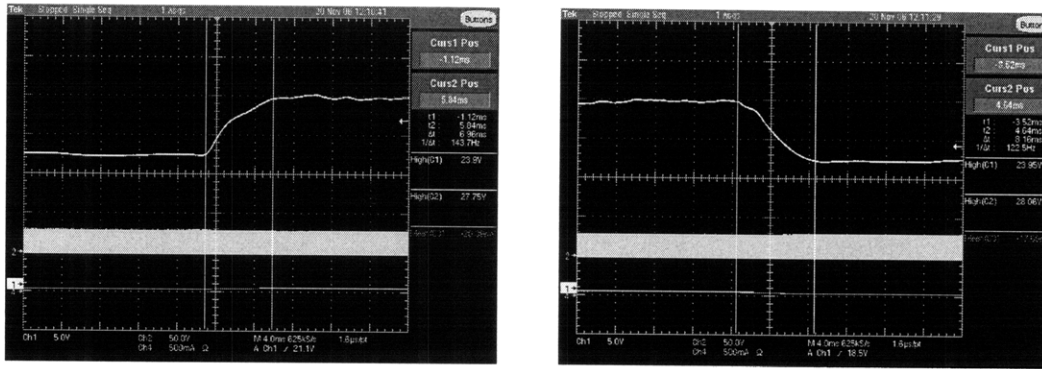 Tek Stopped Single Seq
20 Nov 06 12:10:41
Buttons
Curs1 Pos
-1.12ms
Curs2 Pos
5.84ms
t1: -1.12ms
t2: 5.84ms
Δt: 6.96ms
1/Δt: 143.7Hz
High(C1) 23.9V
High(C2) 27.75V
2
1
Ch1 5.0V Ch2 50.0V M 4.0ms 625kS/s 1.6µs/pt
Ch4 500mA Ω A Ch1 / 21.1V
Tek Stopped Single Seq
20 Nov 06 12:11:29
Buttons
Curs1 Pos
Curs2 Pos
4.64ms
t1: -3.52ms
t2: 4.64ms
Δt: 8.16ms
1/Δt: 122.5Hz
High(C1) 23.95V
High(C2) 28.06V
2
1
Ch1 5.0V Ch2 50.0V M 4.0ms 625kS/s 1.6µs/pt
Ch4 500mA Ω A Ch1 / 18.5V